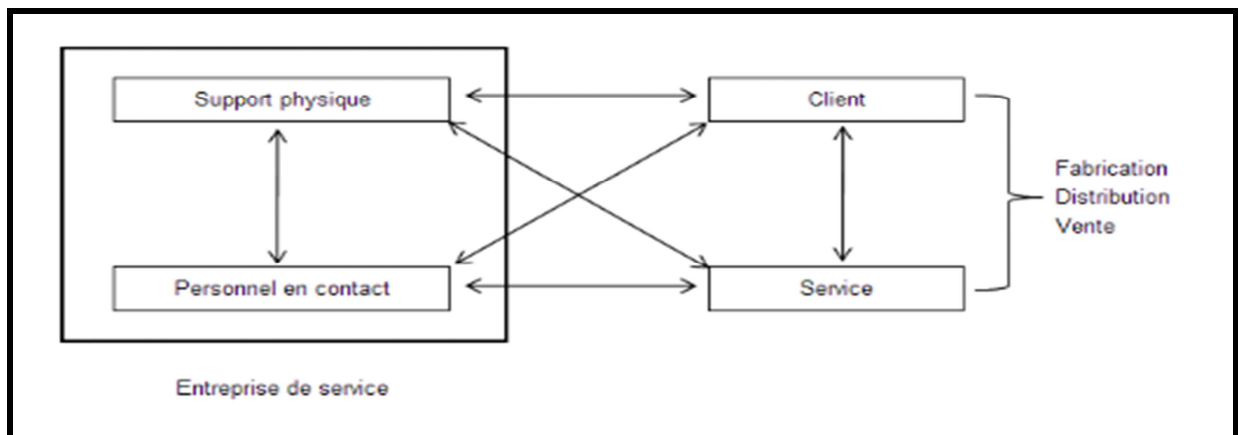 Support physique
Client
Fabrication
Distribution
Vente
Personnel en contact
Service
Entreprise de service